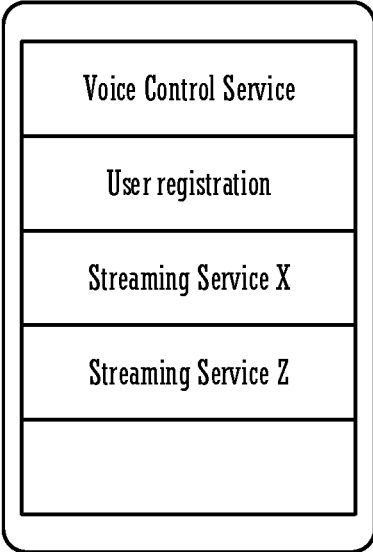 Voice Control Service
User registration
Streaming Service X
Streaming Service Z